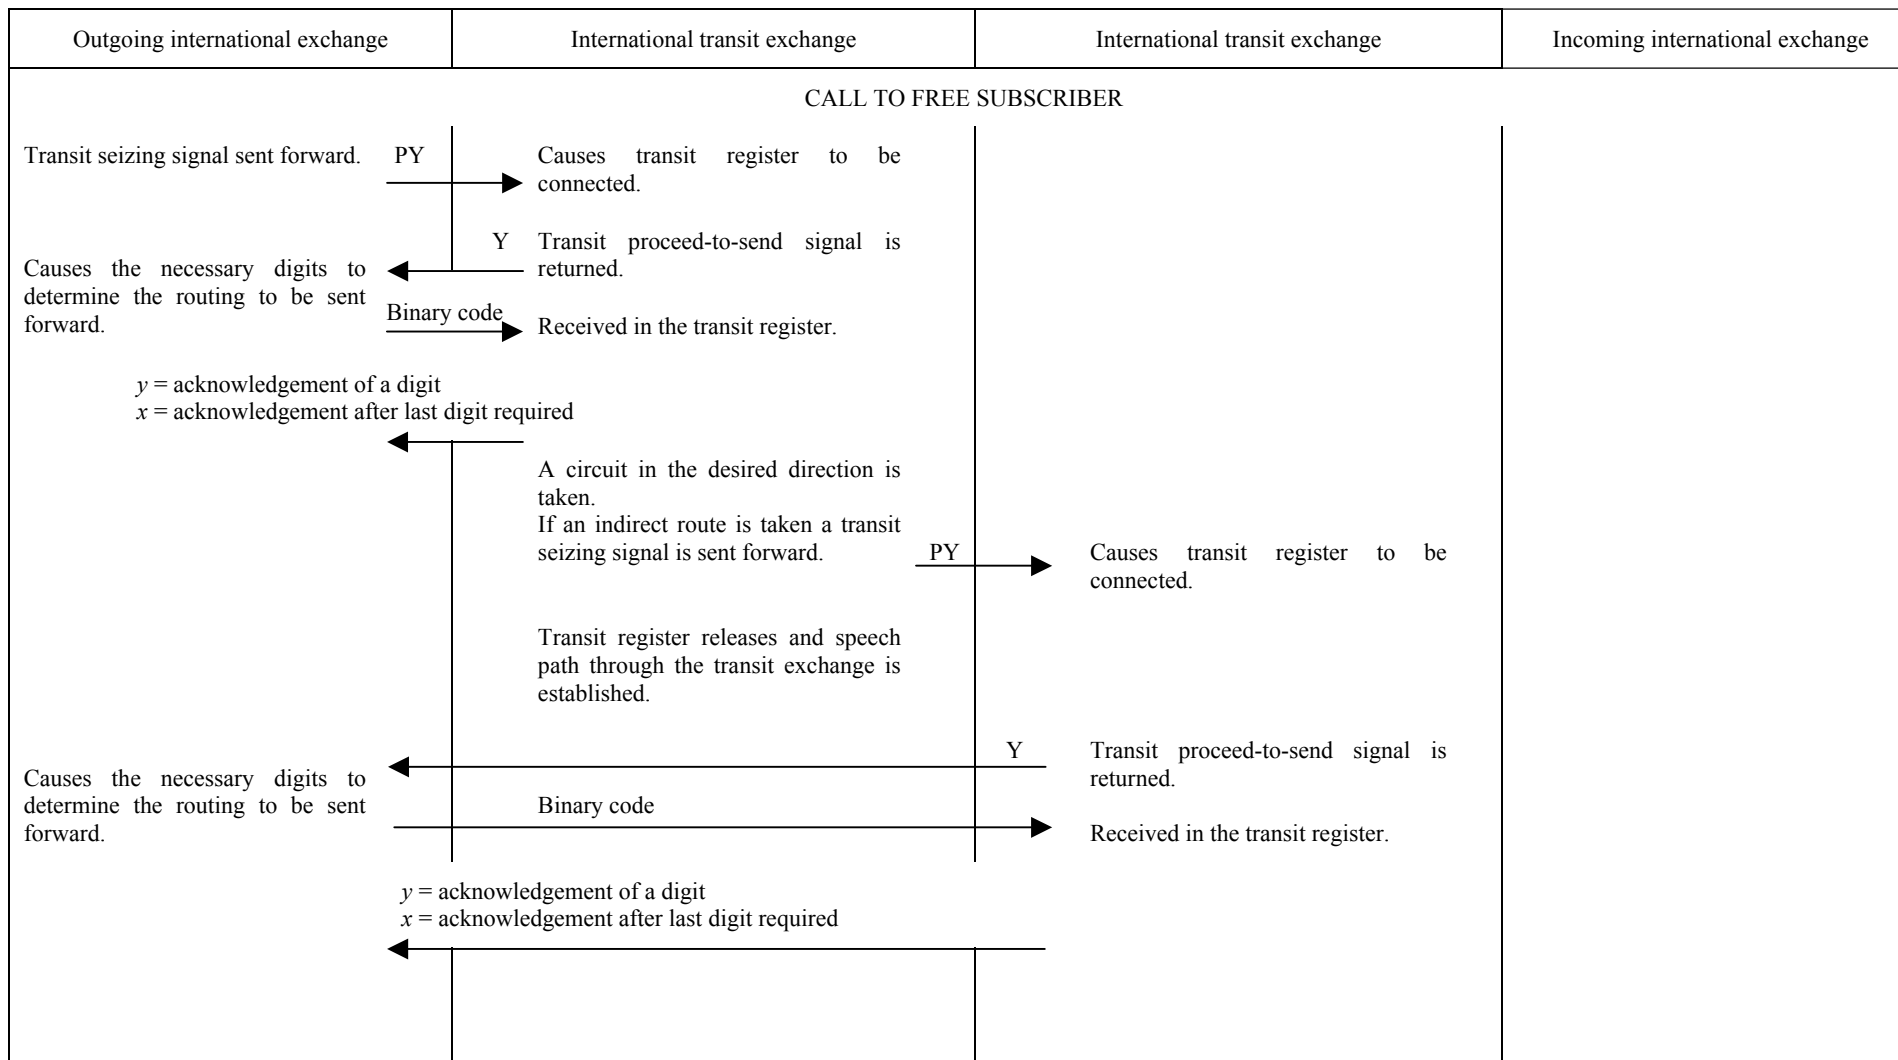 Outgoing international exchange
International transit exchange
International transit exchange
Incoming international exchange
CALL TO FREE SUBSCRIBER
Transit seizing signal sent forward.
PY
Causes transit register to be
connected.
Y
Transit proceed-to-send signal is
returned.
Causes the necessary digits to
determine the routing to be sent
forward.
Binary code
Received in the transit register.
y = acknowledgement of a digit
x = acknowledgement after last digit required
A circuit in the desired direction is
taken.
If an indirect route is taken a transit
seizing signal is sent forward.
PY
Causes transit register to be
connected.
Transit register releases and speech
path through the transit exchange is
established.
Y
Transit proceed-to-send signal is
returned.
Causes the necessary digits to
determine the routing to be sent
forward.
Binary code
Received in the transit register.
y = acknowledgement of a digit
x = acknowledgement after last digit required